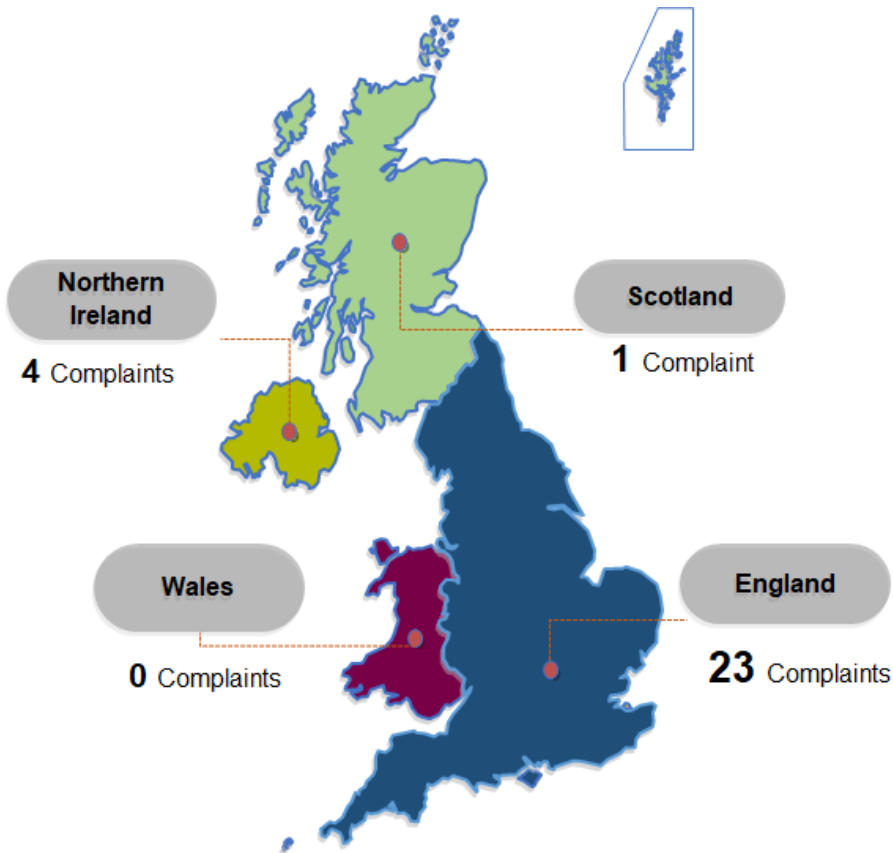 Northern
Ireland
4 Complaints
Scotland
1 Complaint
Wales
0 Complaints
England
23 Complaints